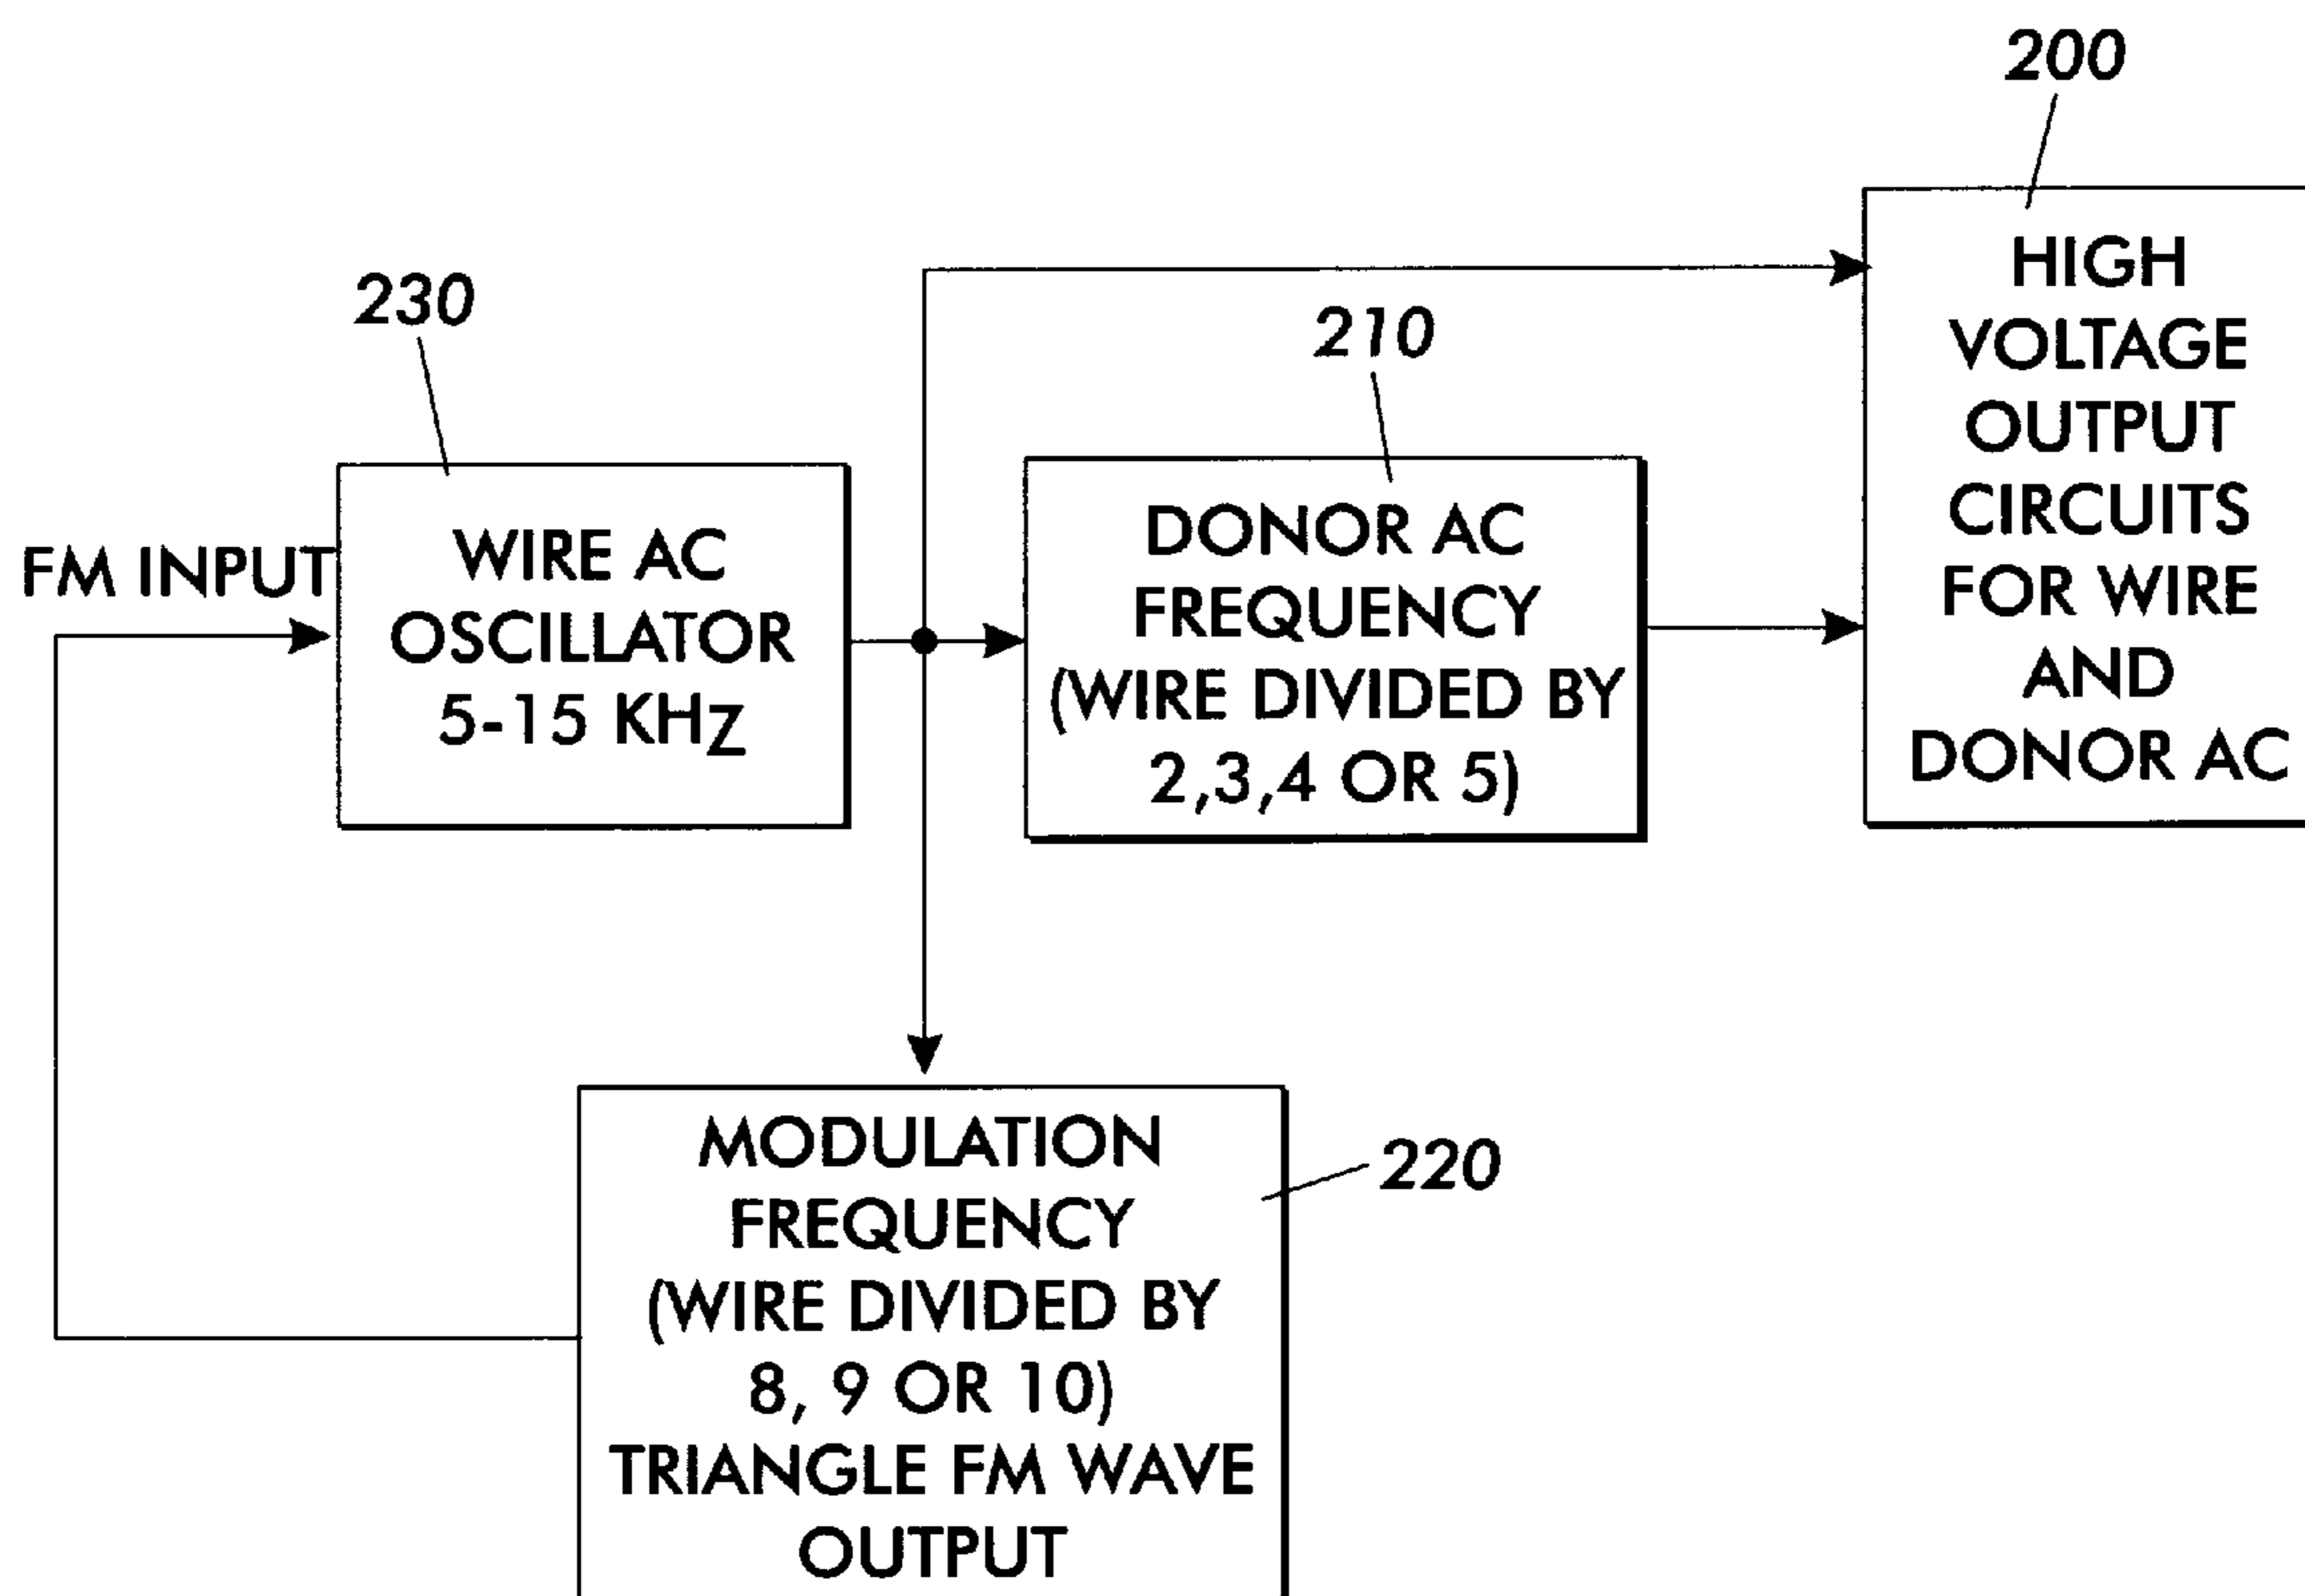 200
HIGH
VOLTAGE
OUTPUT
CIRCUITS
FOR WIRE
AND
DONOR AC
230
FM INPUT
WIRE AC
OSCILLATOR
5-15 KHZ
210
DONOR AC
FREQUENCY
(WIRE DIVIDED BY
2,3,4 OR 5)
220
MODULATION
FREQUENCY
(WIRE DIVIDED BY
8, 9 OR 10)
TRIANGLE FM WAVE
OUTPUT